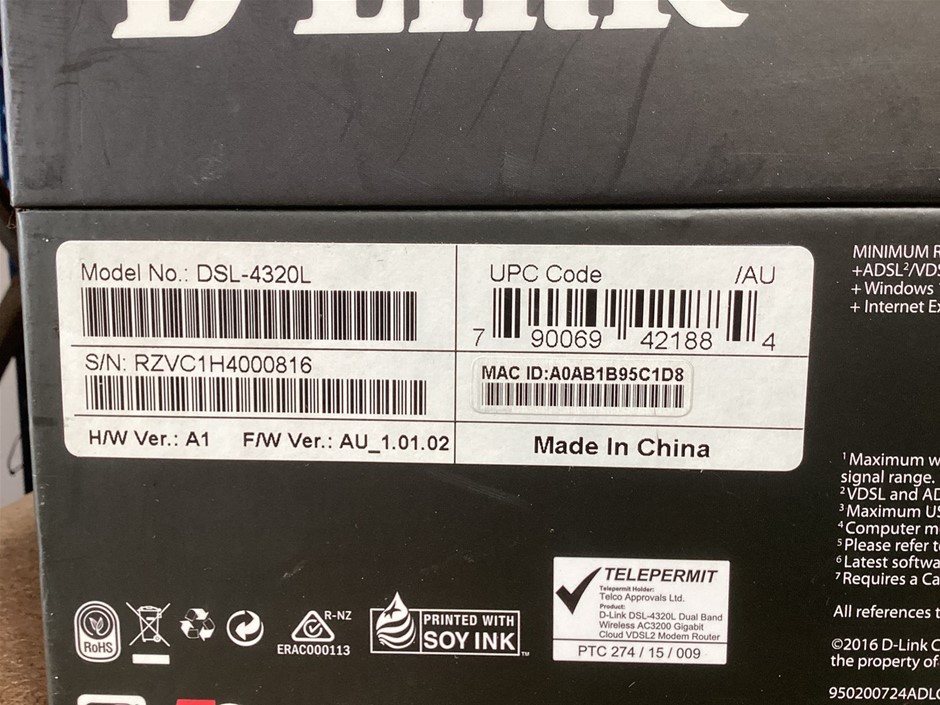 D-Link
Model No.: DSL-4320L
S/N: RZVC1H4000816
H/W Ver.: A1 F/W Ver.: AU_1.01.02
UPC Code /AU
7 90069 42188 4
MAC ID:A0AB1B95C1D8
Made In China
MINIMUM
+ADSL²/VDS
+ Windows
+ Internet Ex
¹Maximum w
signal range.
²VDSL and AD
³Maximum US
⁴Computer m
⁵Please refer t
⁶Latest softwa
⁷Requires a Ca
All references t
©2016 D-Link C
the property of
950200724ADL
RoHS
R-NZ
ERAC000113
PRINTED WITH
SOY INK™
TELEPERMIT
Telepermit Holder:
Telco Approvals Ltd.
Product:
D-Link DSL-4320L Dual Band
Wireless AC3200 Gigabit
Cloud VDSL2 Modem Router
PTC 274 / 15 / 009